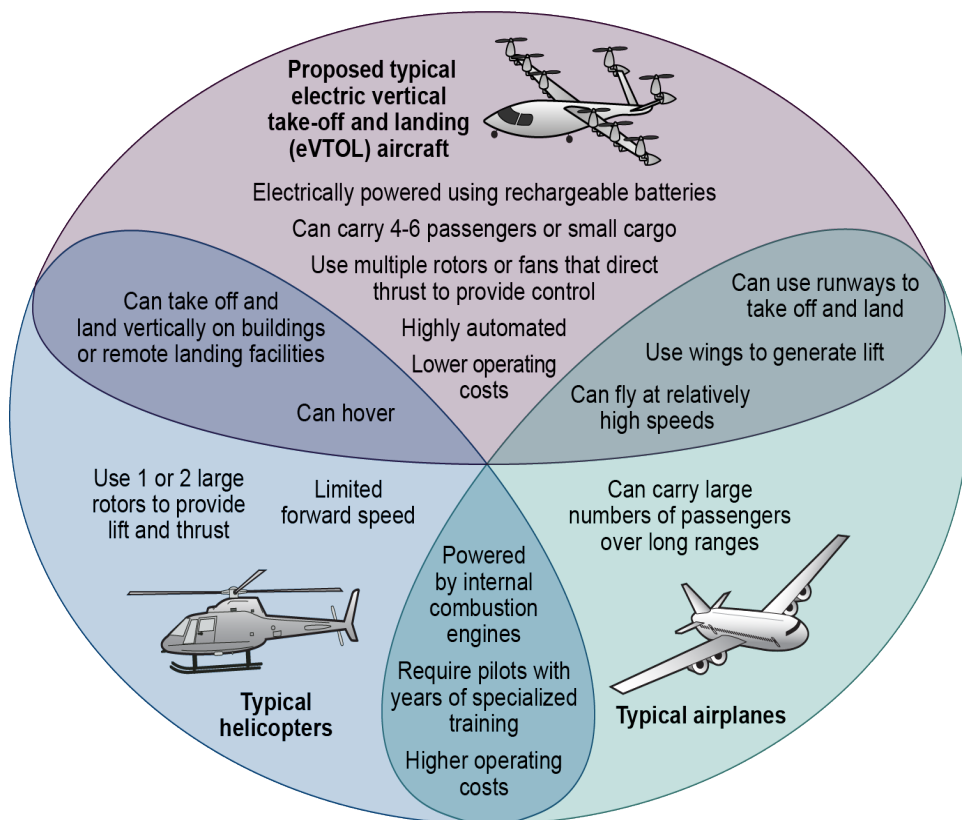 Proposed typical
electric vertical
take-off and landing
(eVTOL) aircraft
Electrically powered using rechargeable batteries
Can carry 4-6 passengers or small cargo
Use multiple rotors or fans that direct
thrust to provide control
Highly automated
Lower operating
costs
Can take off and
land vertically on buildings
or remote landing facilities
Can hover
Can use runways to
take off and land
Use wings to generate lift
Can fly at relatively
high speeds
Use 1 or 2 large
rotors to provide
lift and thrust
Limited
forward speed
Typical
helicopters
Powered
by internal
combustion
engines
Require pilots with
years of specialized
training
Higher operating
costs
Can carry large
numbers of passengers
over long ranges
Typical airplanes